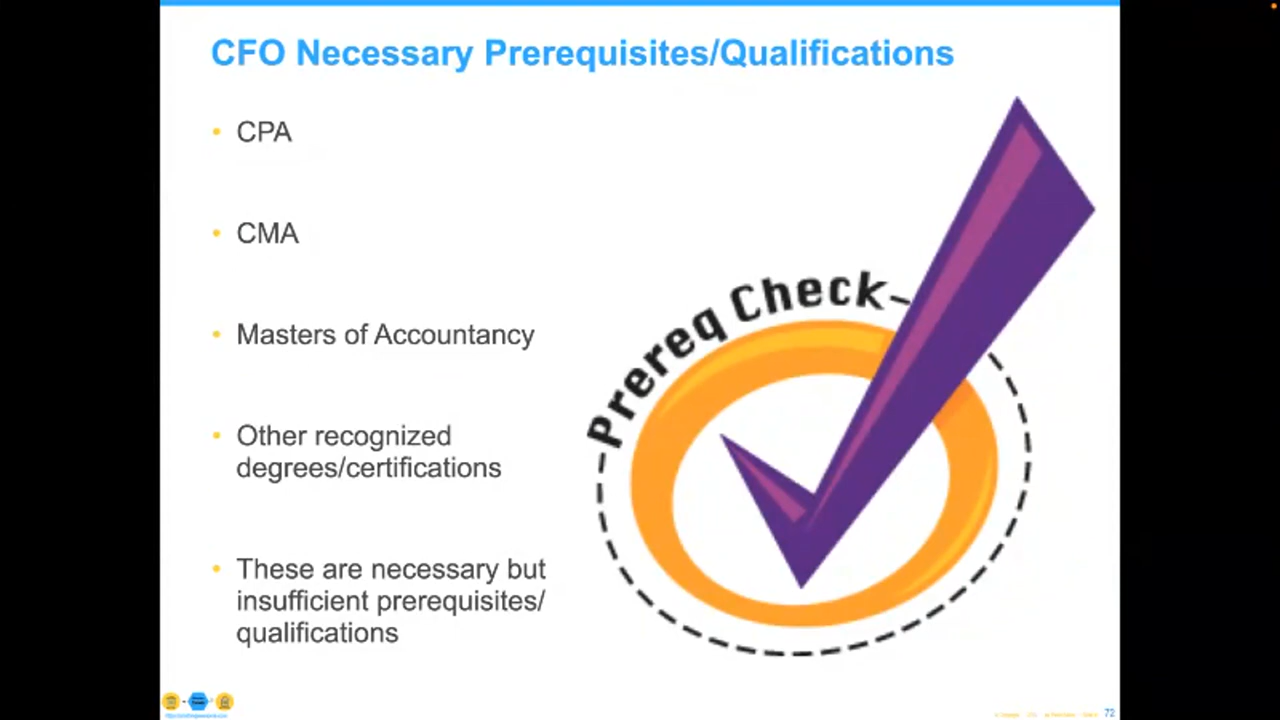 CFO Necessary Prerequisites/Qualifications
• CPA
• CMA
• Masters of Accountancy
• Other recognized
degrees/certifications
• These are necessary but
insufficient prerequisites/
qualifications
Prereq Check
72